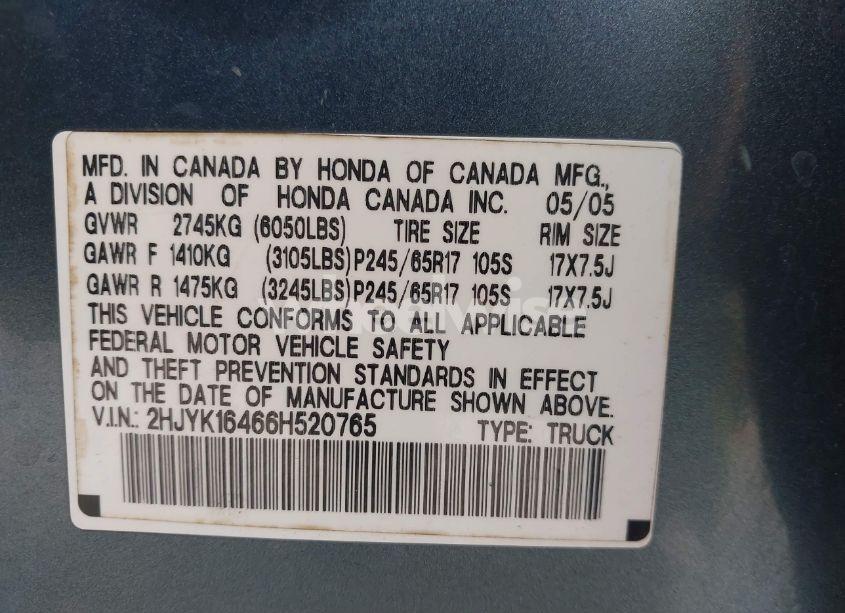 MFD. IN CANADA BY HONDA OF CANADA MFG.,
A DIVISION OF HONDA CANADA INC. 05/05
GVWR 2745KG (6050LBS) TIRE SIZE RIM SIZE
GAWR F 1410KG (3105LBS) P245/65R17 105S 17X7.5J
GAWR R 1475KG (3245LBS) P245/65R17 105S 17X7.5J
THIS VEHICLE CONFORMS TO ALL APPLICABLE
FEDERAL MOTOR VEHICLE SAFETY
AND THEFT PREVENTION STANDARDS IN EFFECT
ON THE DATE OF MANUFACTURE SHOWN ABOVE.
V.I.N.: 2HJYK16466H520765 TYPE: TRUCK